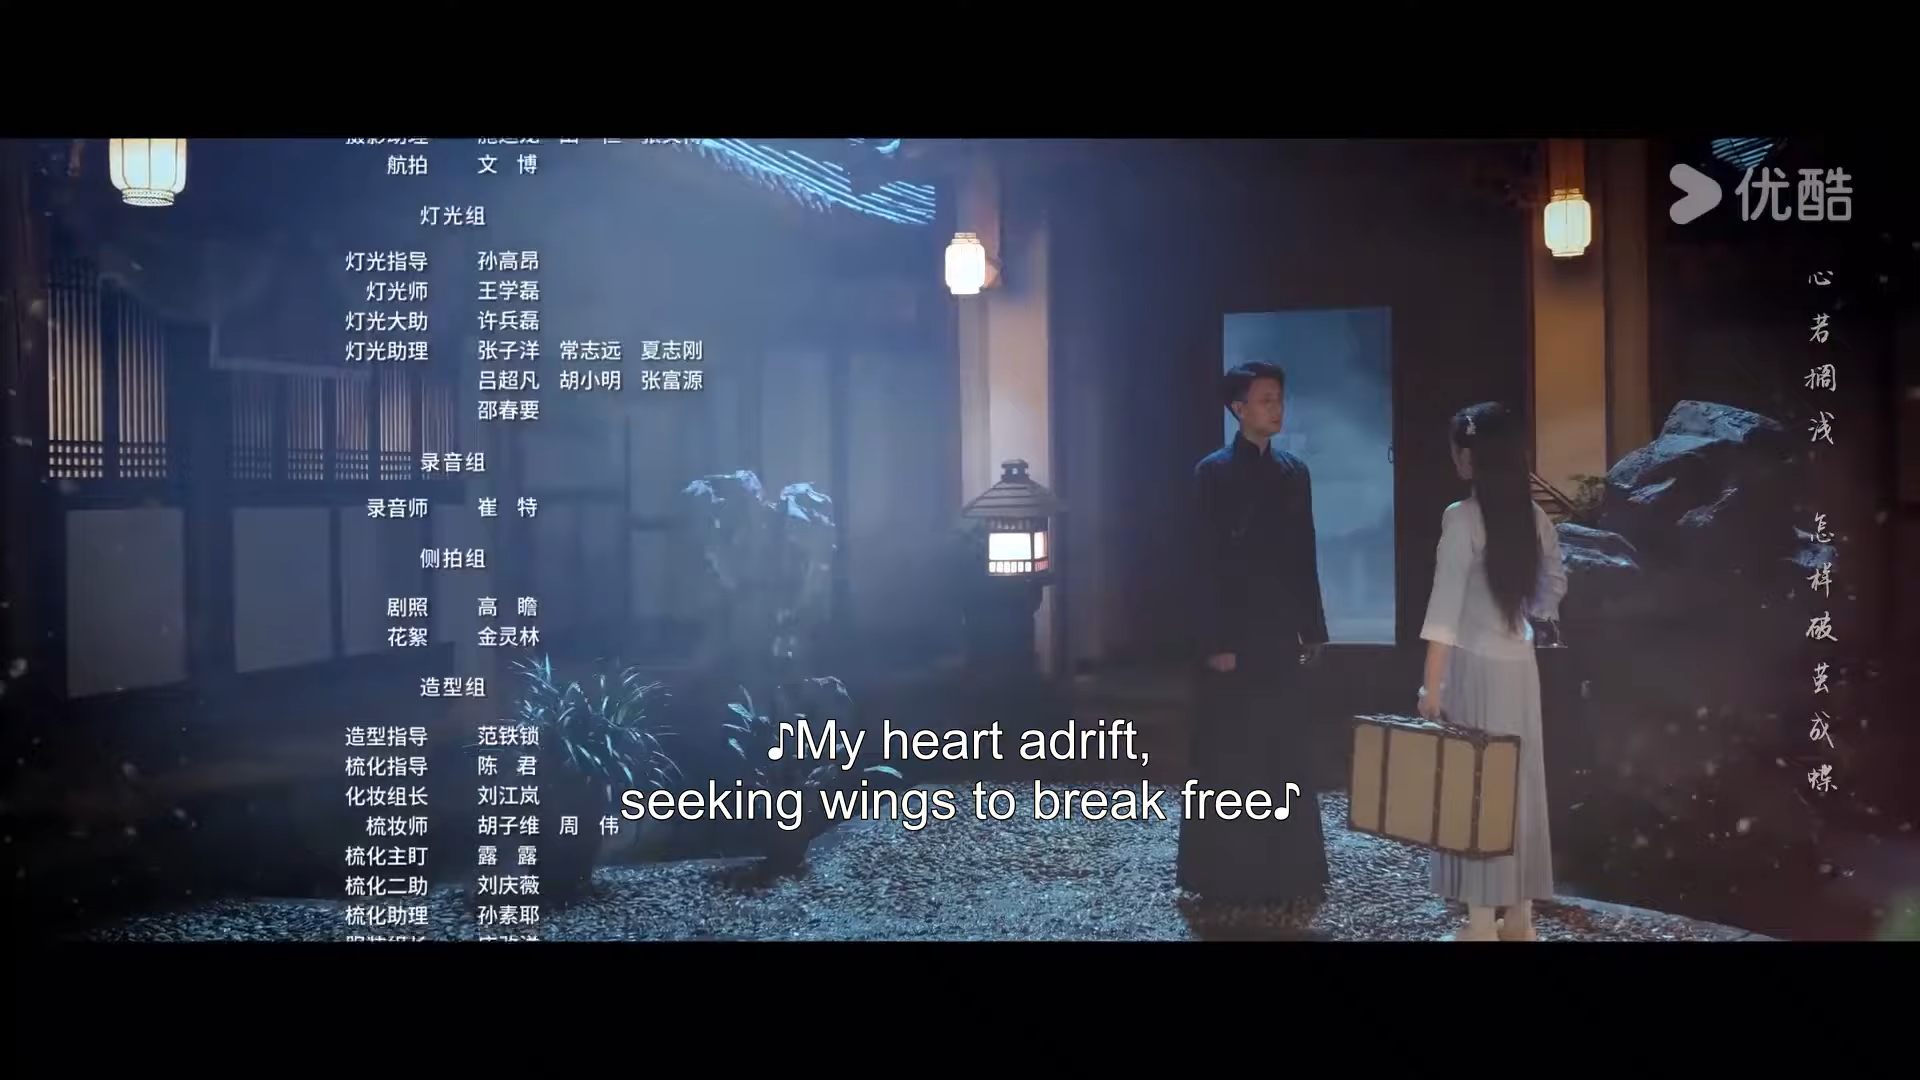 航拍 文 博
灯光组
灯光指导 孙高昂
灯光师 王学磊
灯光大助 许兵磊
灯光助理 张子洋 常志远 夏志刚
吕超凡 胡小明 张富源
邵春要
录音组
录音师 崔 特
侧拍组
剧照 高 瞻
花絮 金灵林
造型组
造型指导 范铁锁
梳化指导 陈 君
化妆组长 刘江岚
梳妆师 胡子维 周 伟
梳化主盯 露 露
梳化二助 刘庆薇
梳化助理 孙素耶
♪My heart adrift,
seeking wings to break free♪
优酷
心若搁浅 怎样破茧成蝶